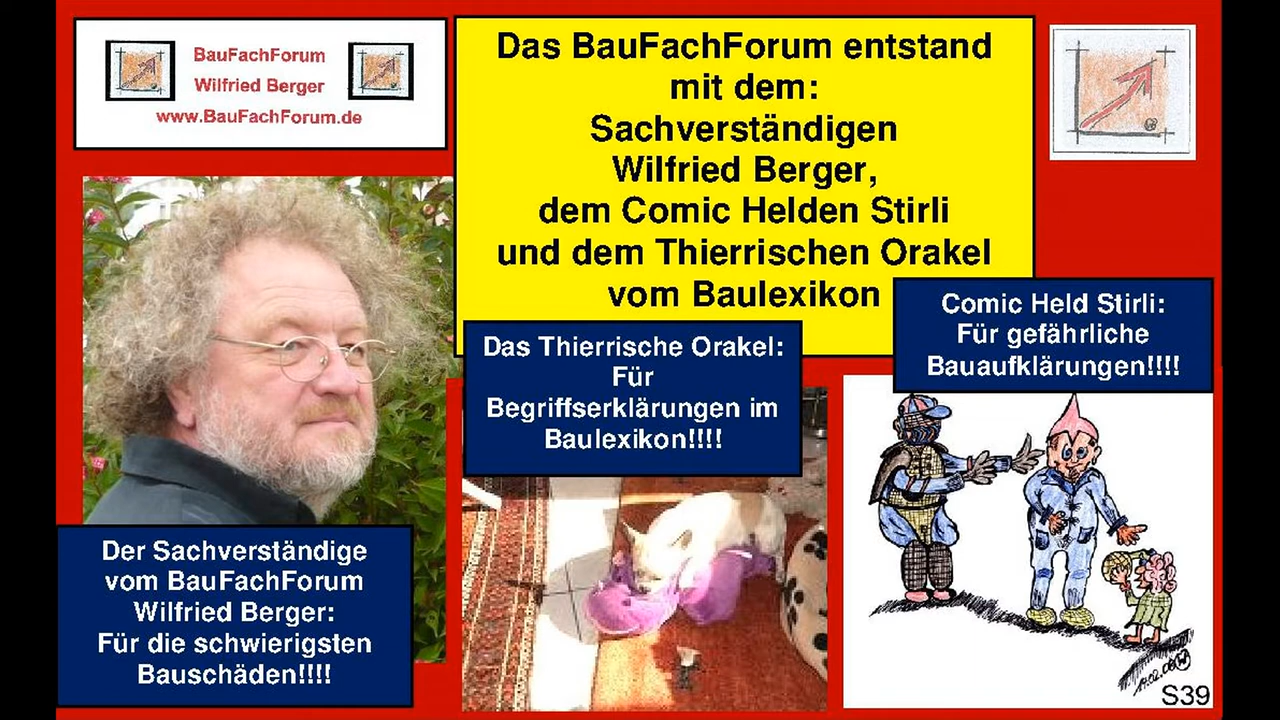 BauFachForum
Wilfried Berger
www.BauFachForum.de
Das BauFachForum entstand
mit dem:
Sachverständigen
Wilfried Berger,
dem Comic Helden Stirli
und dem Thierrischen Orakel
vom Baulexikon
Comic Held Stirli:
Für gefährliche
Bauaufklärungen!!!!
Das Thierrische Orakel:
Für
Begriffserklärungen im
Baulexikon!!!!
Der Sachverständige
vom BauFachForum
Wilfried Berger:
Für die schwierigsten
Bauschäden!!!!
S39